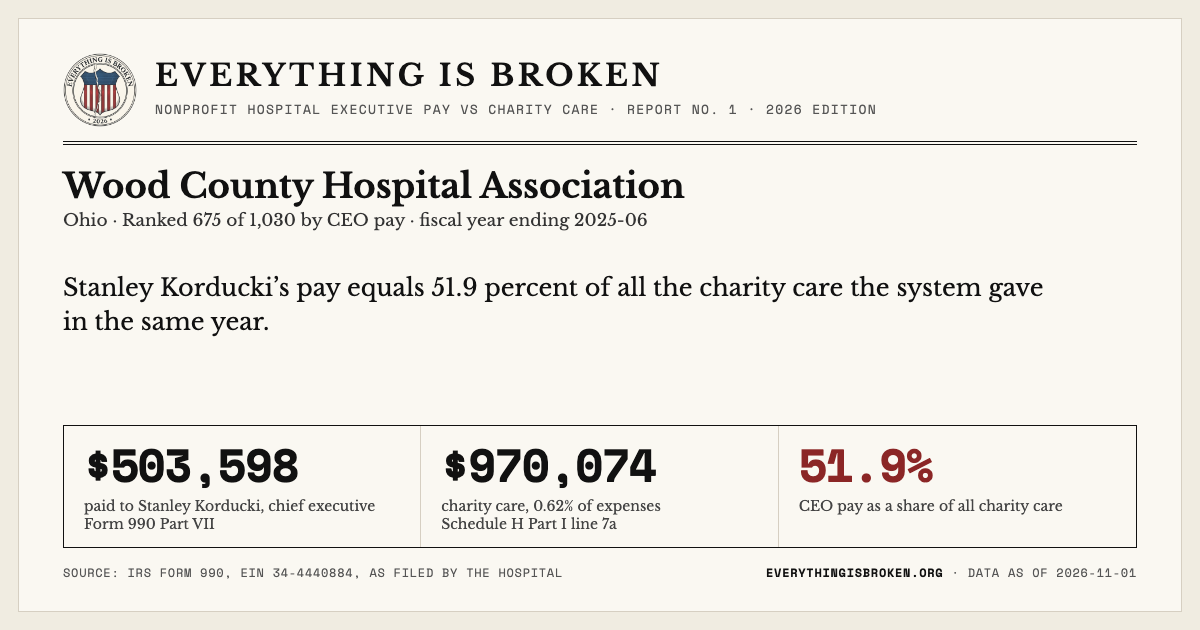 EVERYTHING IS BROKEN
2026
EVERYTHING IS BROKEN
NONPROFIT HOSPITAL EXECUTIVE PAY VS CHARITY CARE · REPORT NO. 1 · 2026 EDITION
Wood County Hospital Association
Ohio · Ranked 675 of 1,030 by CEO pay · fiscal year ending 2025-06
Stanley Korducki’s pay equals 51.9 percent of all the charity care the system gave
in the same year.
$503,598
paid to Stanley Korducki, chief executive
Form 990 Part VII
$970,074
charity care, 0.62% of expenses
Schedule H Part I line 7a
51.9%
CEO pay as a share of all charity care
SOURCE: IRS FORM 990, EIN 34-4440884, AS FILED BY THE HOSPITAL
EVERYTHINGISBROKEN.ORG · DATA AS OF 2026-11-01